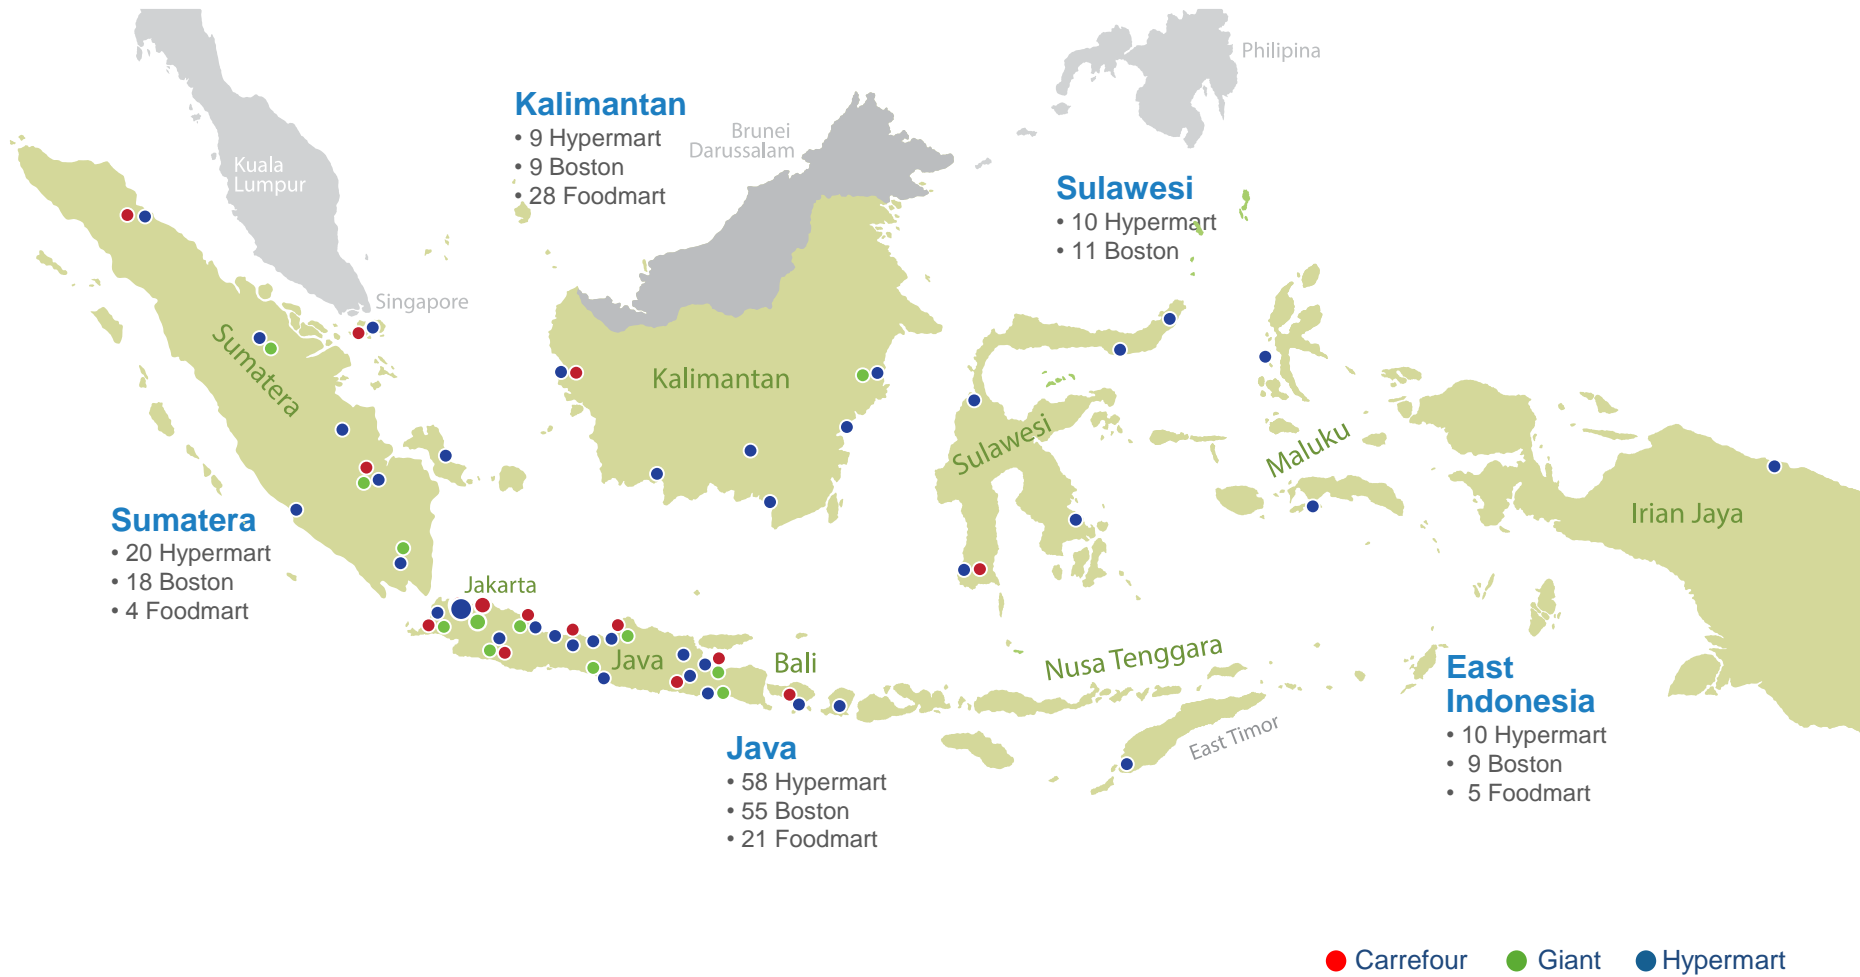 Philipina
Kalimantan
• 9 Hypermart
• 9 Boston
• 28 Foodmart
Brunei
Darussalam
Kuala
Lumpur
Sulawesi
• 10 Hypermart
• 11 Boston
Singapore
Sumatera
Kalimantan
Sulawesi
Maluku
Irian Jaya
Sumatera
• 20 Hypermart
• 18 Boston
• 4 Foodmart
Jakarta
Java
Bali
Nusa Tenggara
East Timor
East
Indonesia
• 10 Hypermart
• 9 Boston
• 5 Foodmart
Java
• 58 Hypermart
• 55 Boston
• 21 Foodmart
Carrefour
Giant
Hypermart